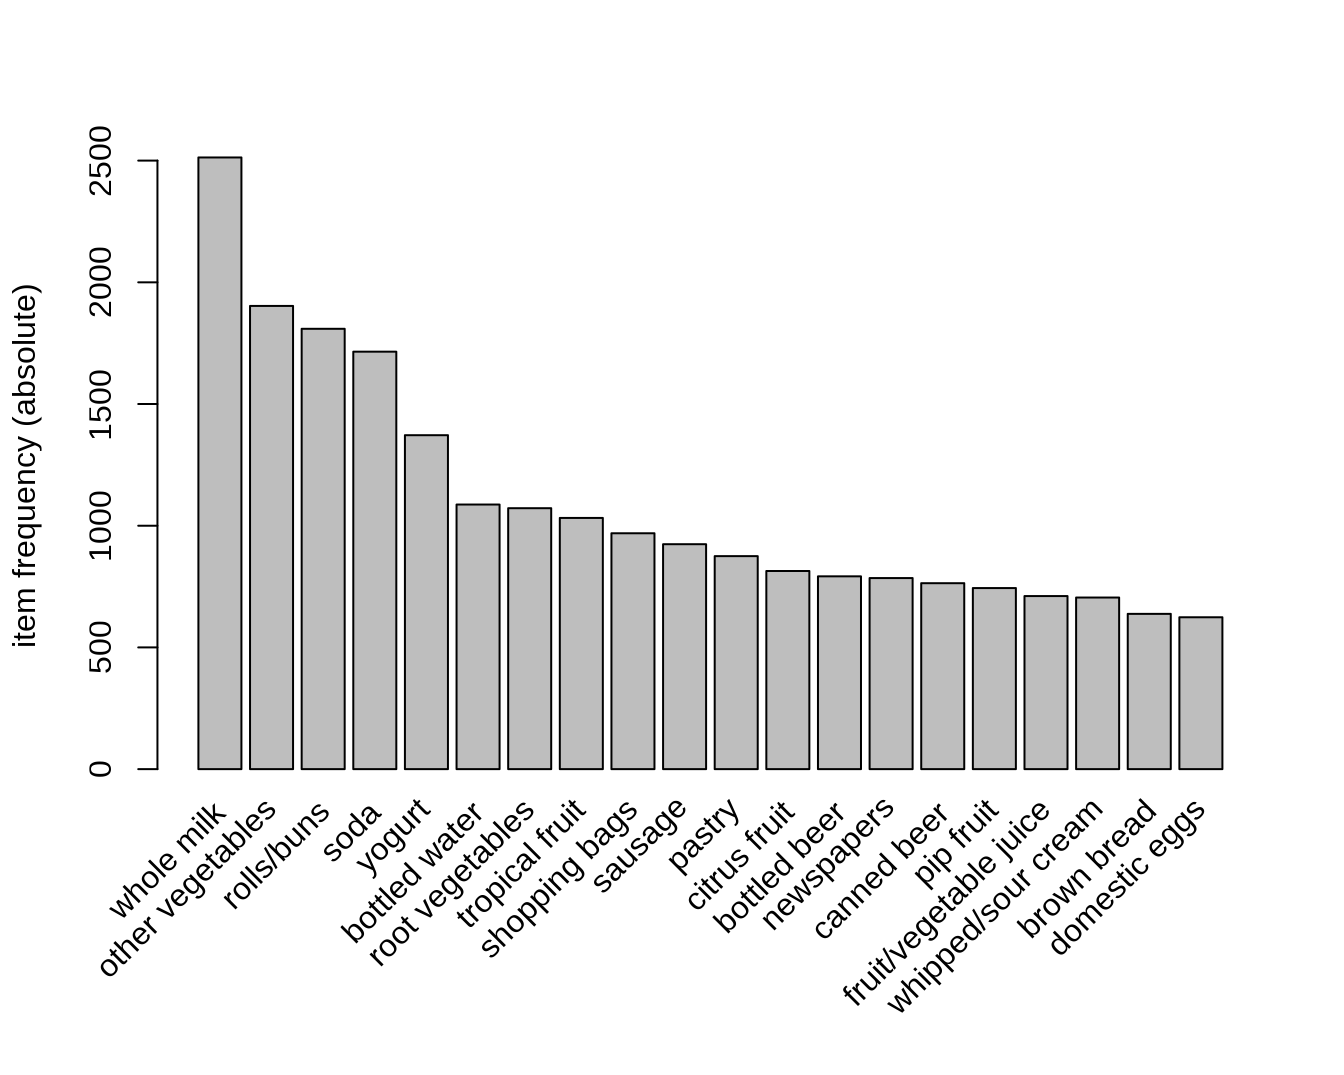 item frequency (absolute)
2500
2000
1500
1000
500
0
whole milk
other vegetables
rolls/buns
soda
yogurt
bottled water
root vegetables
tropical fruit
shopping bags
sausage
pastry
citrus fruit
bottled beer
newspapers
canned beer
pip fruit
fruit/vegetable juice
whipped/sour cream
brown bread
domestic eggs